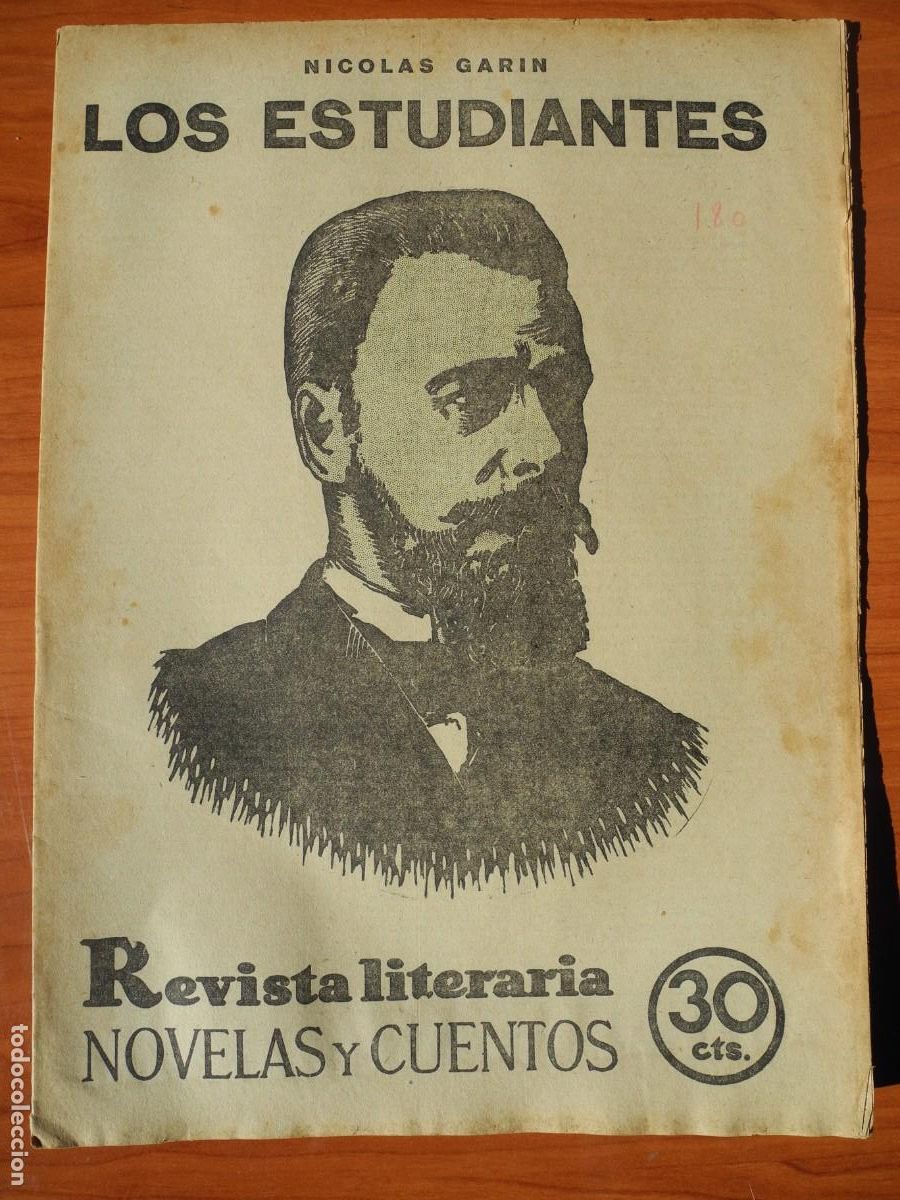 NICOLAS GARIN
LOS ESTUDIANTES
180
Revista literaria
NOVELAS Y CUENTOS
30
cts.
todocoleccion